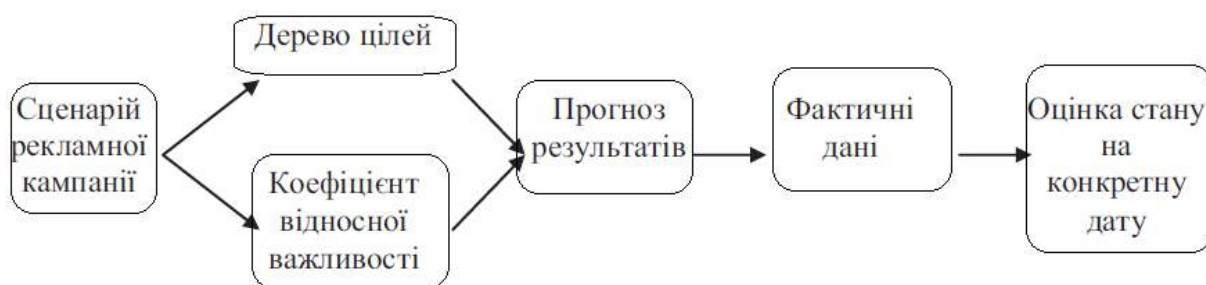 Дерево цілей
Сценарій
рекламної
кампанії
Коефіцієнт
відносної
важливості
Прогноз
результатів
Фактичні
дані
Оцінка стану
на
конкретну
дату